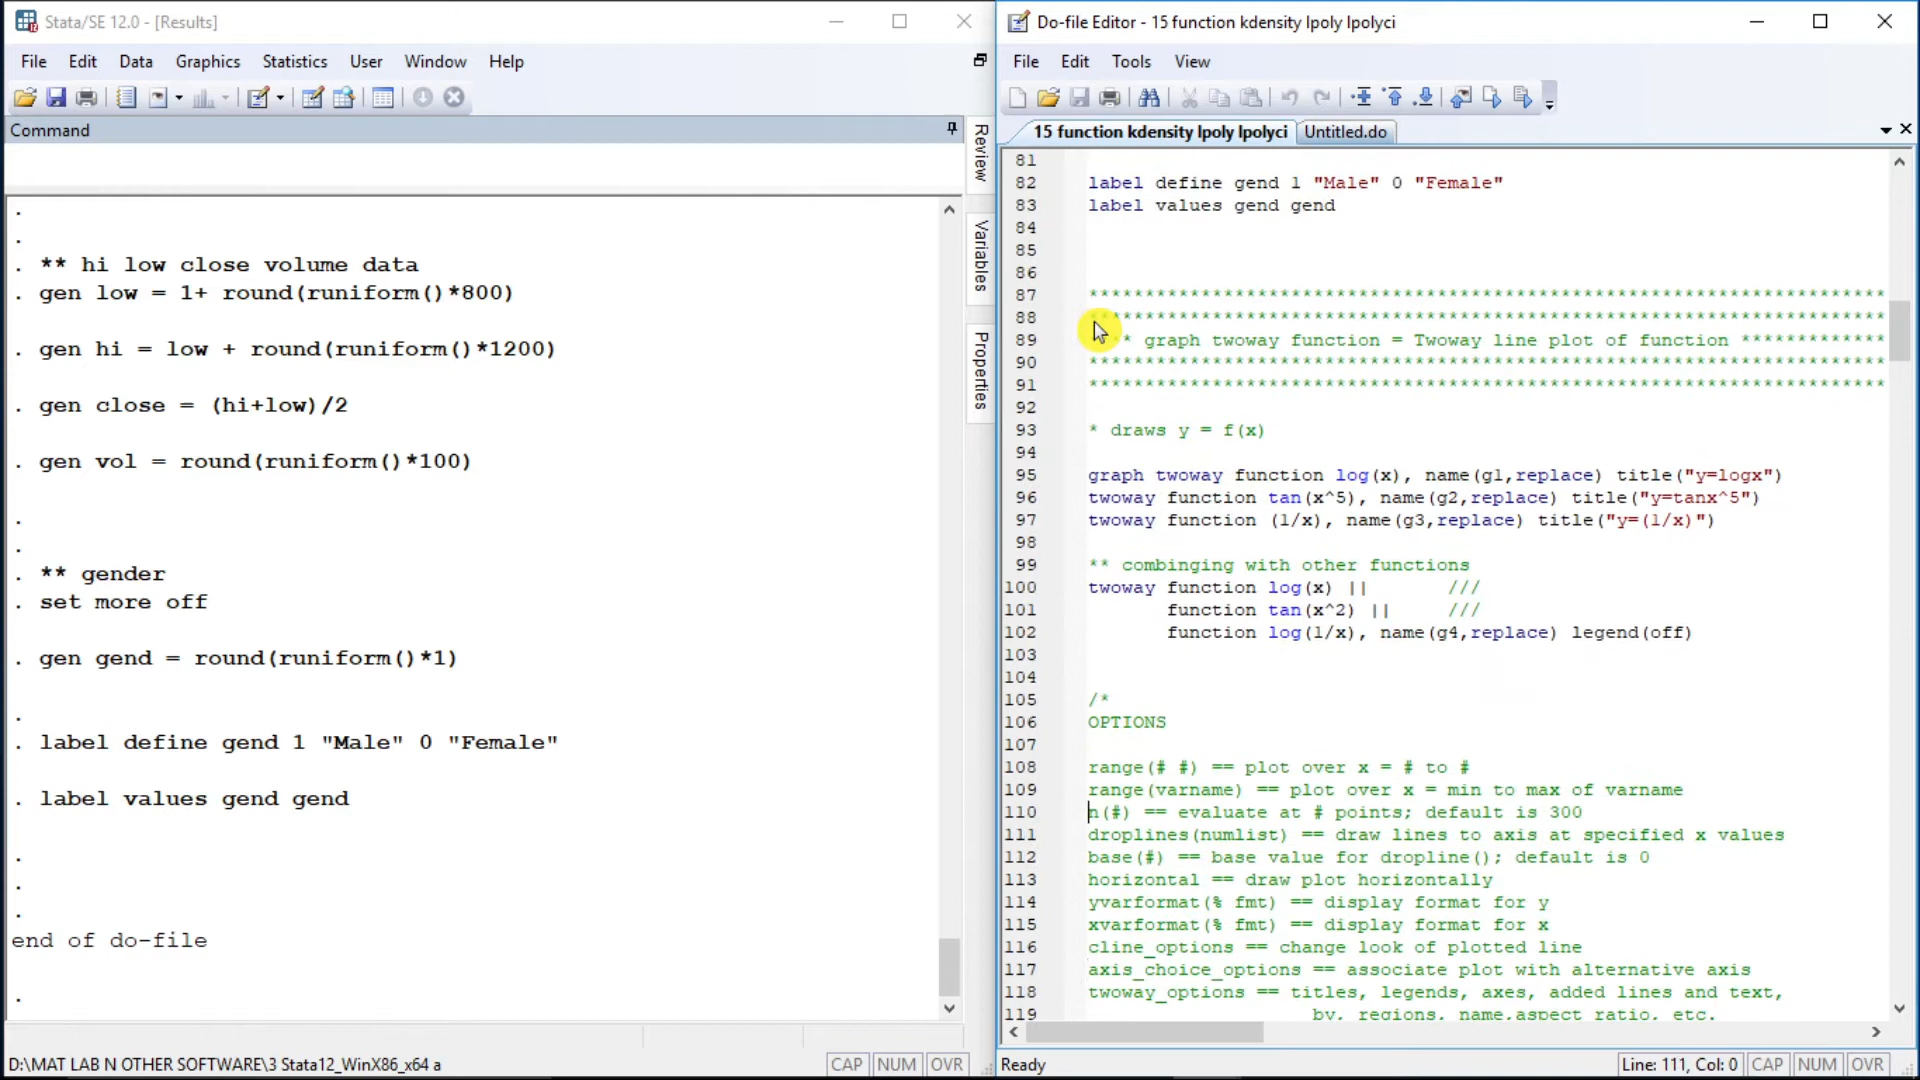 Stata/SE 12.0 - [Results]
File Edit Data Graphics Statistics User Window Help
Command
Review
Variables
Properties
.
.
. ** hi low close volume data
. gen low = 1+ round(runiform()*800)
. gen hi = low + round(runiform()*1200)
. gen close = (hi+low)/2
. gen vol = round(runiform()*100)
.
.
. ** gender
. set more off
. gen gend = round(runiform()*1)
.
. label define gend 1 "Male" 0 "Female"
. label values gend gend
.
.
.
end of do-file
.
D:\MAT LAB N OTHER SOFTWARE\3 Stata12_WinX86_x64 a
CAP NUM OVR
Do-file Editor - 15 function kdensity lpoly lpolyci
File Edit Tools View
15 function kdensity lpoly lpolyci Untitled.do
81
82 label define gend 1 "Male" 0 "Female"
83 label values gend gend
84
85
86
87 ***********************************************************************
88 **********************************************************************
89 * graph twoway function = Twoway line plot of function *************
90 ***********************************************************************
91 ***********************************************************************
92
93 * draws y = f(x)
94
95 graph twoway function log(x), name(g1,replace) title("y=logx")
96 twoway function tan(x^5), name(g2,replace) title("y=tanx^5")
97 twoway function (1/x), name(g3,replace) title("y=(1/x)")
98
99 ** combinging with other functions
100 twoway function log(x) || ///
101 function tan(x^2) || ///
102 function log(1/x), name(g4,replace) legend(off)
103
104
105 /*
106 OPTIONS
107
108 range(# #) == plot over x = # to #
109 range(varname) == plot over x = min to max of varname
110 n(#) == evaluate at # points; default is 300
111 droplines(numlist) == draw lines to axis at specified x values
112 base(#) == base value for dropline(); default is 0
113 horizontal == draw plot horizontally
114 yvarformat(% fmt) == display format for y
115 xvarformat(% fmt) == display format for x
116 cline_options == change look of plotted line
117 axis_choice_options == associate plot with alternative axis
118 twoway_options == titles, legends, axes, added lines and text,
119 by, regions, name,aspect ratio, etc.
Ready
Line: 111, Col: 0 CAP NUM OVR